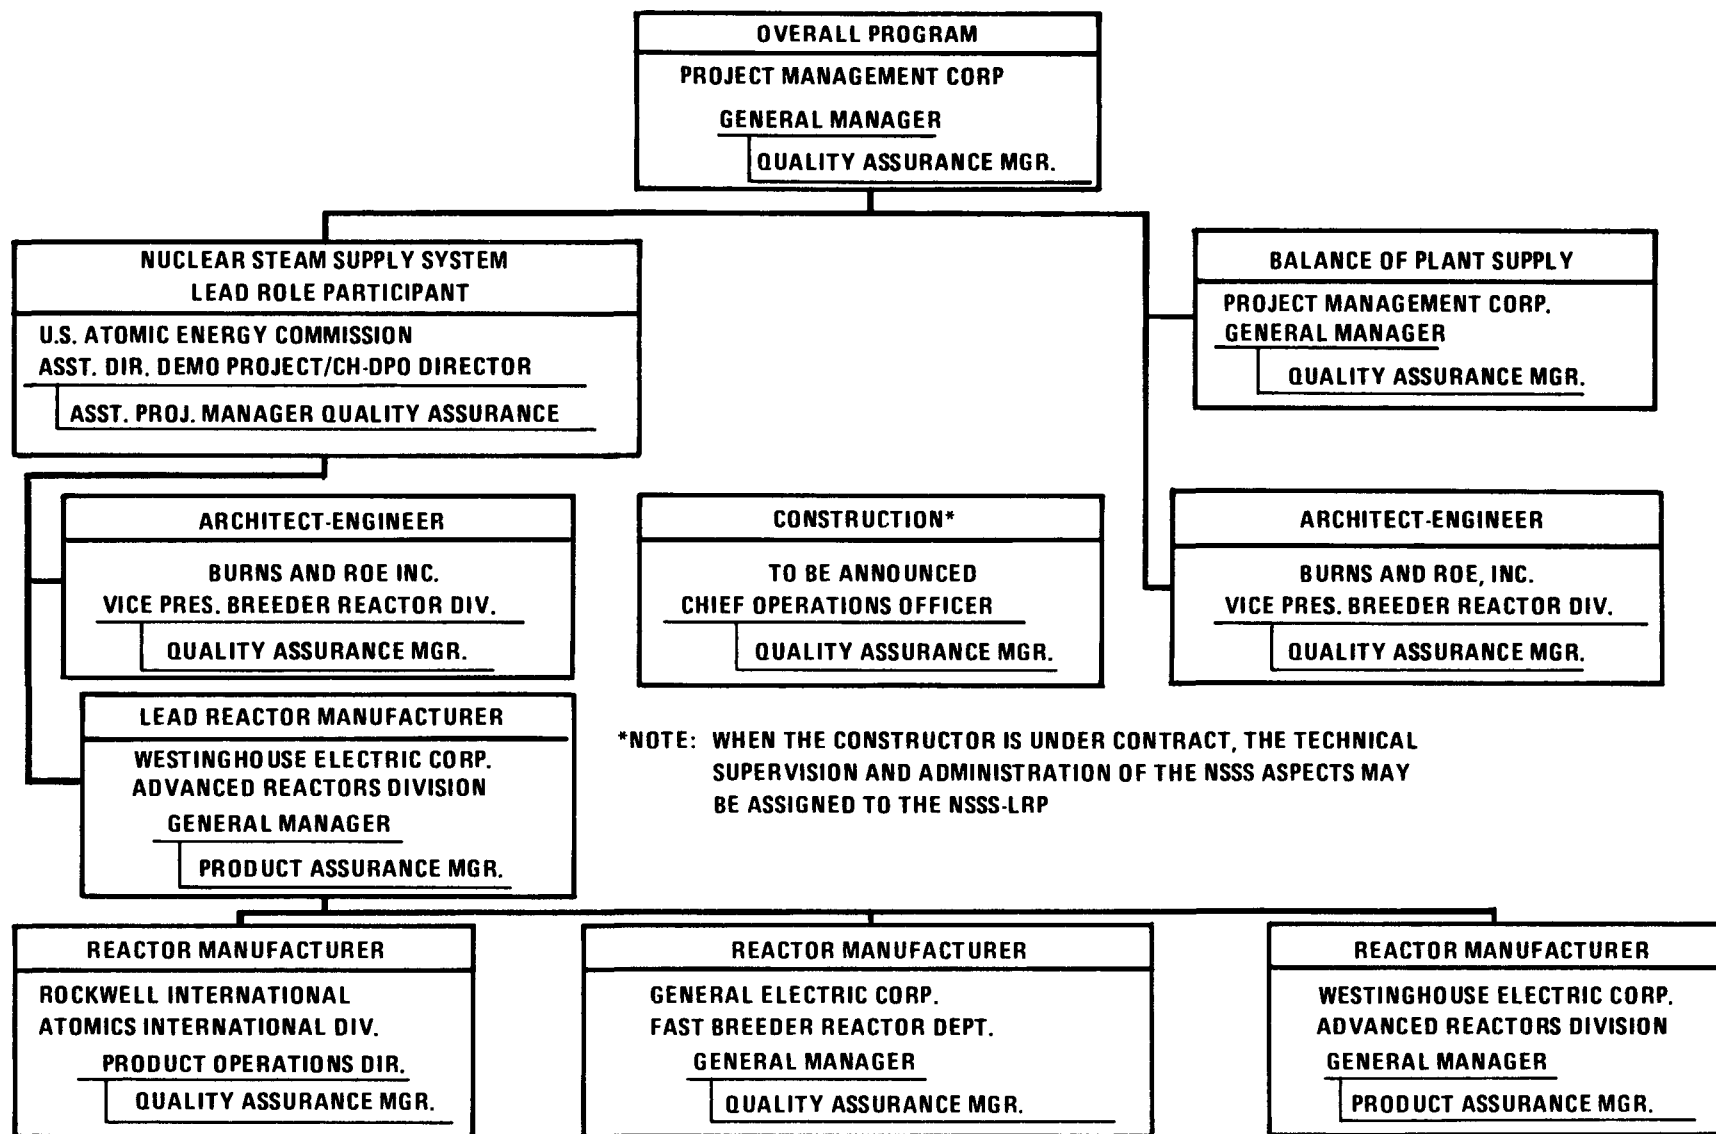 OVERALL PROGRAM
PROJECT MANAGEMENT CORP
GENERAL MANAGER
QUALITY ASSURANCE MGR.
NUCLEAR STEAM SUPPLY SYSTEM
LEAD ROLE PARTICIPANT
U.S. ATOMIC ENERGY COMMISSION
ASST. DIR. DEMO PROJECT/CH-DPO DIRECTOR
ASST. PROJ. MANAGER QUALITY ASSURANCE
BALANCE OF PLANT SUPPLY
PROJECT MANAGEMENT CORP.
GENERAL MANAGER
QUALITY ASSURANCE MGR.
ARCHITECT-ENGINEER
BURNS AND ROE INC.
VICE PRES. BREEDER REACTOR DIV.
QUALITY ASSURANCE MGR.
CONSTRUCTION*
TO BE ANNOUNCED
CHIEF OPERATIONS OFFICER
QUALITY ASSURANCE MGR.
ARCHITECT-ENGINEER
BURNS AND ROE, INC.
VICE PRES. BREEDER REACTOR DIV.
QUALITY ASSURANCE MGR.
LEAD REACTOR MANUFACTURER
WESTINGHOUSE ELECTRIC CORP.
ADVANCED REACTORS DIVISION
GENERAL MANAGER
PRODUCT ASSURANCE MGR.
*NOTE: WHEN THE CONSTRUCTOR IS UNDER CONTRACT, THE TECHNICAL
SUPERVISION AND ADMINISTRATION OF THE NSSS ASPECTS MAY
BE ASSIGNED TO THE NSSS-LRP
REACTOR MANUFACTURER
ROCKWELL INTERNATIONAL
ATOMICS INTERNATIONAL DIV.
PRODUCT OPERATIONS DIR.
QUALITY ASSURANCE MGR.
REACTOR MANUFACTURER
GENERAL ELECTRIC CORP.
FAST BREEDER REACTOR DEPT.
GENERAL MANAGER
QUALITY ASSURANCE MGR.
REACTOR MANUFACTURER
WESTINGHOUSE ELECTRIC CORP.
ADVANCED REACTORS DIVISION
GENERAL MANAGER
PRODUCT ASSURANCE MGR.